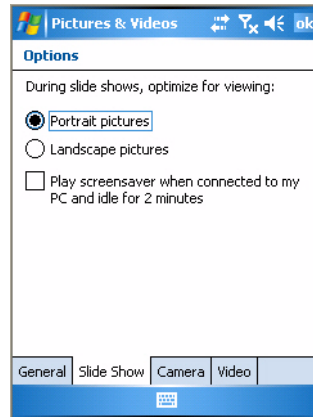 Pictures & Videos ok
Options
During slide shows, optimize for viewing:
Portrait pictures
Landscape pictures
Play screensaver when connected to my
PC and idle for 2 minutes
General Slide Show Camera Video